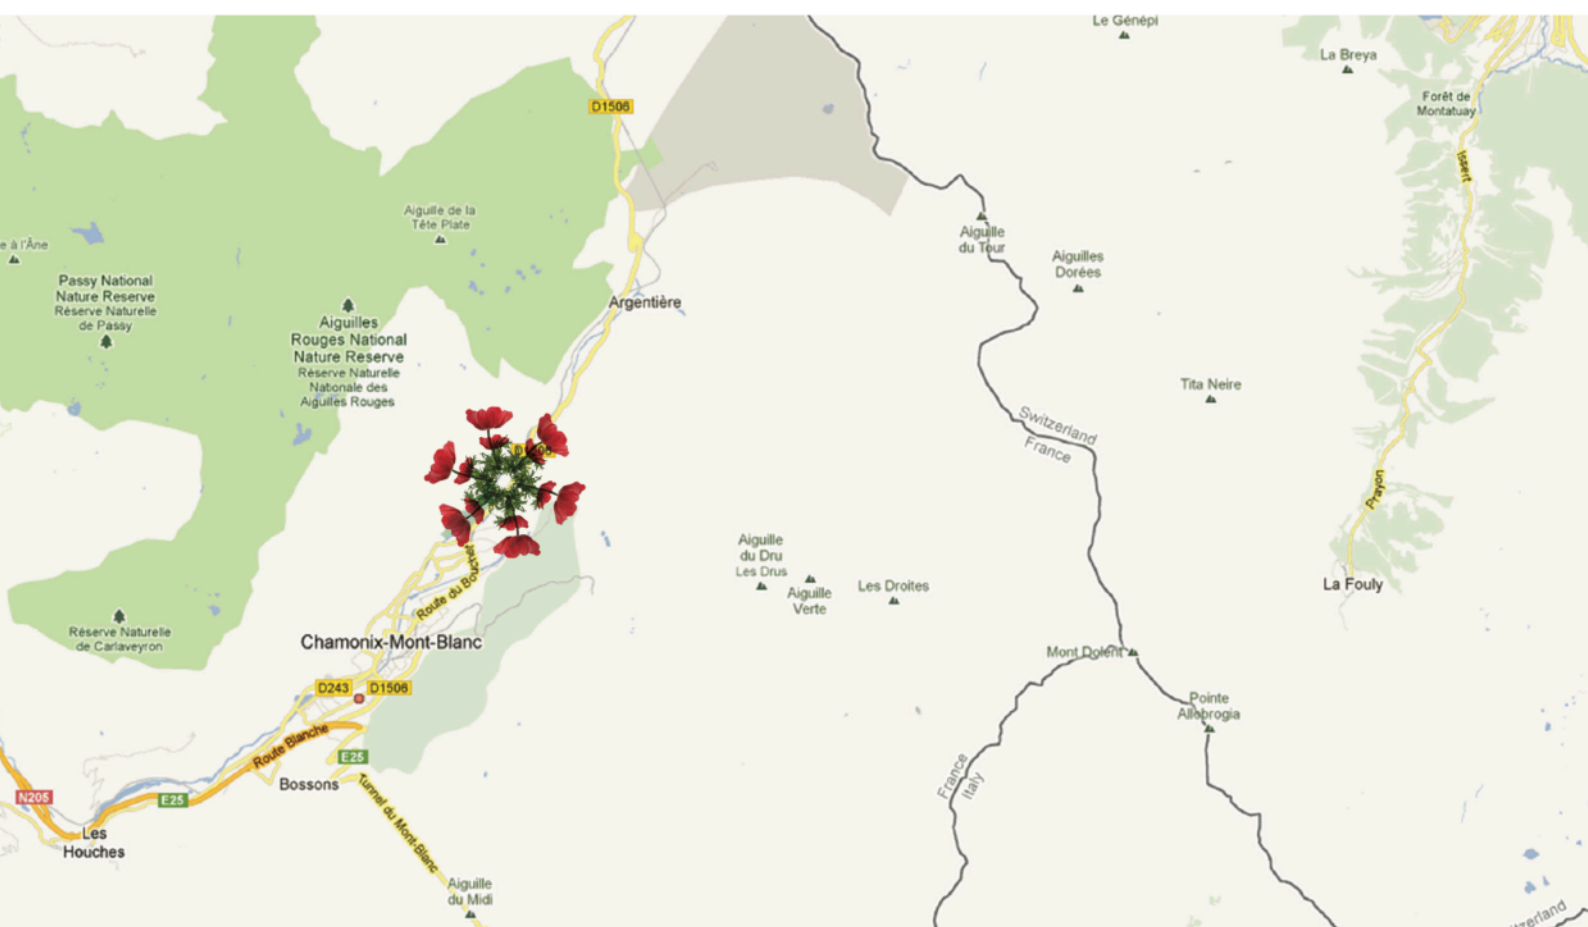 Le Génépi
La Breya
D1506
Forêt de
Montatuay
Issert
Aiguille de la
Tête Plate
e à l'Âne
Aiguille
du Tour
Aiguilles
Dorées
Passy National
Nature Reserve
Réserve Naturelle
de Passy
Aiguilles
Rouges National
Nature Reserve
Réserve Naturelle
Nationale des
Aiguilles Rouges
Argentière
Tita Neire
Switzerland
France
Prayon
Aiguille
du Dru
Les Drus
Aiguille
Verte
Les Droites
La Fouly
Route du Bouchet
Réserve Naturelle
de Carlaveyron
Chamonix-Mont-Blanc
Mont Dolent
D243
D1506
Pointe
Allobrogia
Route Blanche
E25
Bossons
France
Italy
N205
E25
Tunnel du Mont-Blanc
Les
Houches
Aiguille
du Midi